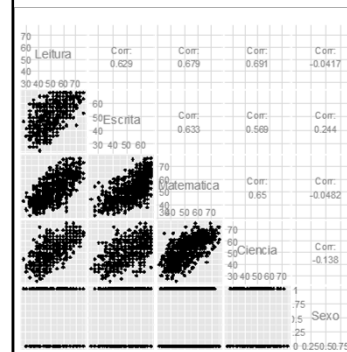 70
60 Leitura Corr: Corr: Corr: Corr:
50 0.629 0.679 0.691 -0.0417
40
30 40 50 60 70
60
50 Escrita Corr: Corr: Corr:
40 0.633 0.569 0.244
30 40 50 60
70
60 Matematica Corr: Corr:
50 0.65 -0.0482
40
30 40 50 60 70
70
60 Ciencia Corr:
50 -0.138
40
30 40 50 60 70
1
.75
0.5 Sexo
.25
0 0.25 0.5 0.75